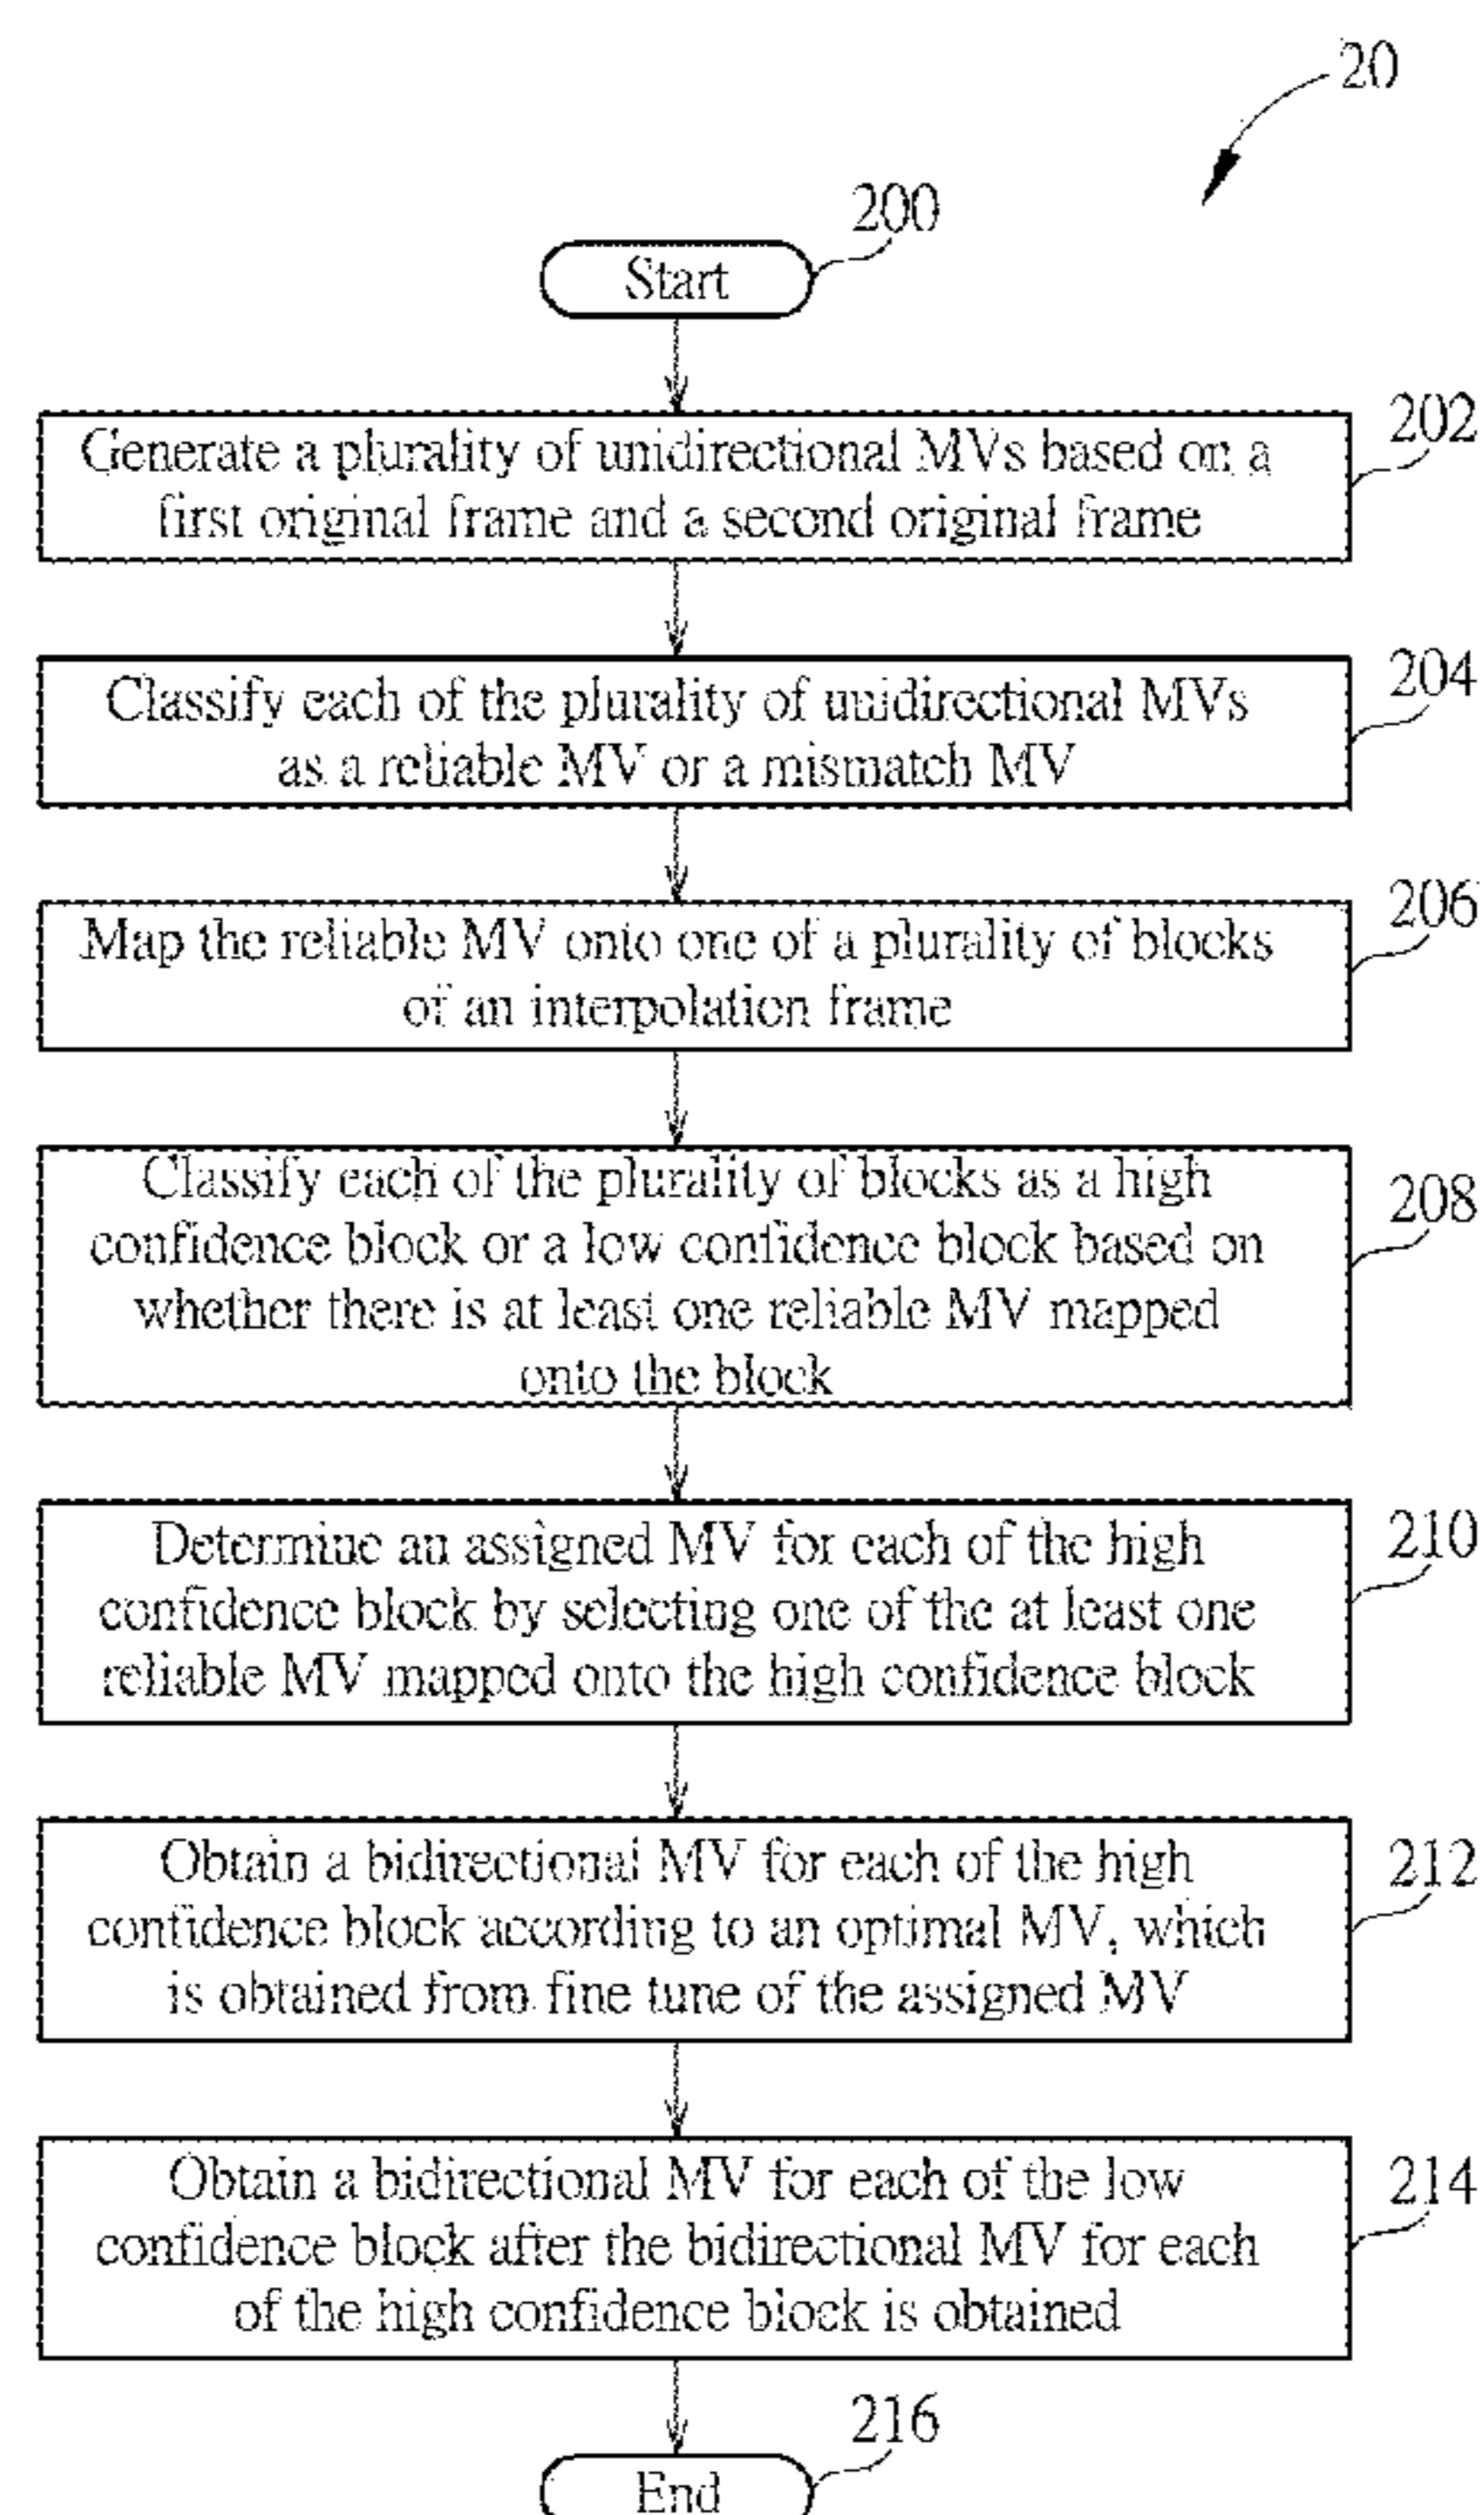 20
200
Start
202
Generate a plurality of unidirectional MVs based on a
first original frame and a second original frame
204
Classify each of the plurality of unidirectional MVs
as a reliable MV or a mismatch MV
206
Map the reliable MV onto one of a plurality of blocks
of an interpolation frame
208
Classify each of the plurality of blocks as a high
confidence block or a low confidence block based on
whether there is at least one reliable MV mapped
onto the block
210
Determine an assigned MV for each of the high
confidence block by selecting one of the at least one
reliable MV mapped onto the high confidence block
212
Obtain a bidirectional MV for each of the high
confidence block according to an optimal MV, which
is obtained from fine tune of the assigned MV
214
Obtain a bidirectional MV for each of the low
confidence block after the bidirectional MV for each
of the high confidence block is obtained
216
End